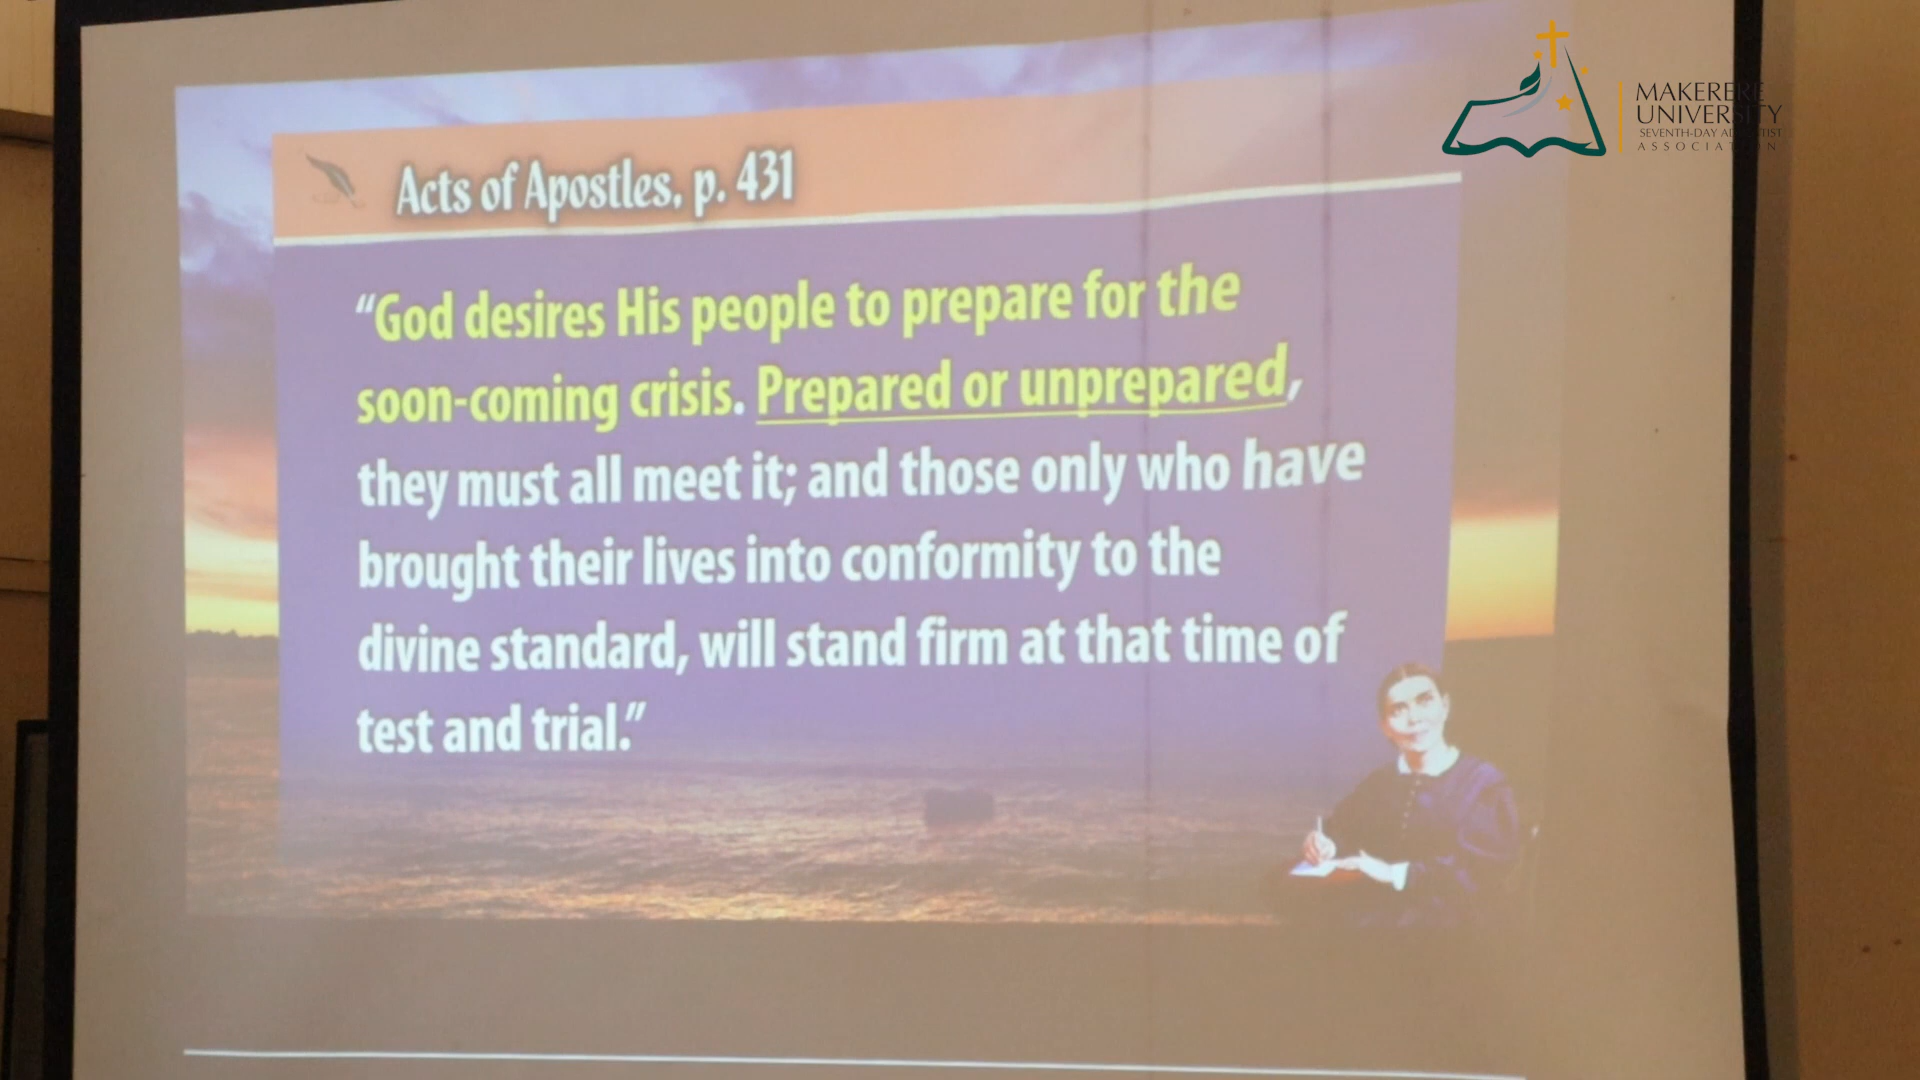 Acts of Apostles, p. 431
“God desires His people to prepare for the
soon-coming crisis. Prepared or unprepared,
they must all meet it; and those only who have
brought their lives into conformity to the
divine standard, will stand firm at that time of
test and trial.”
MAKERERE
UNIVERSITY
SEVENTH-DAY ADVENTIST
ASSOCIATION